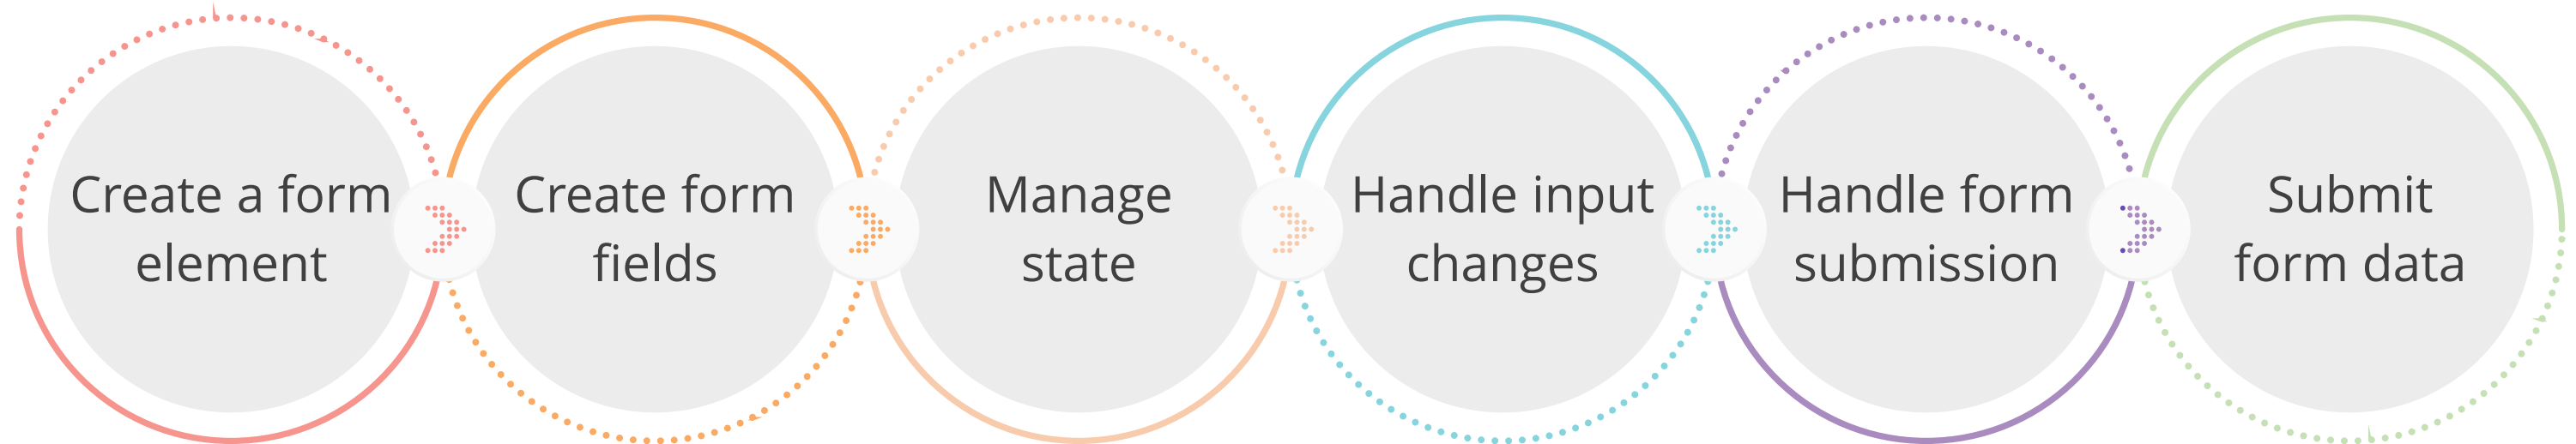 Create a form
element
Create form
fields
Manage
state
Handle input
changes
Handle form
submission
Submit
form data